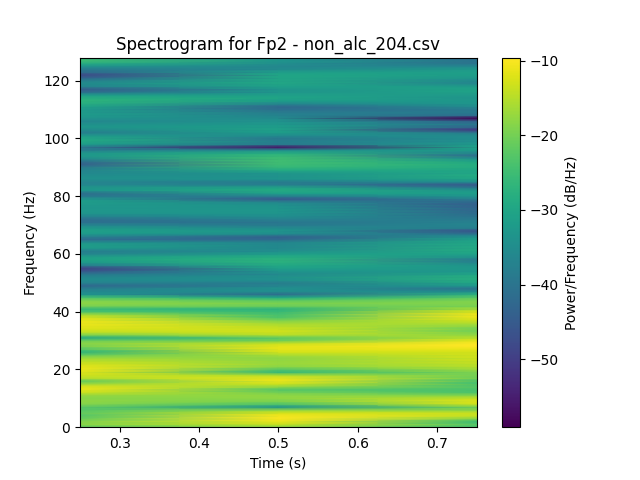 Spectrogram for Fp2 - non_alc_204.csv
120
100
80
60
40
20
0
Frequency (Hz)
0.3 0.4 0.5 0.6 0.7
Time (s)
−10
−20
−30
−40
−50
Power/Frequency (dB/Hz)